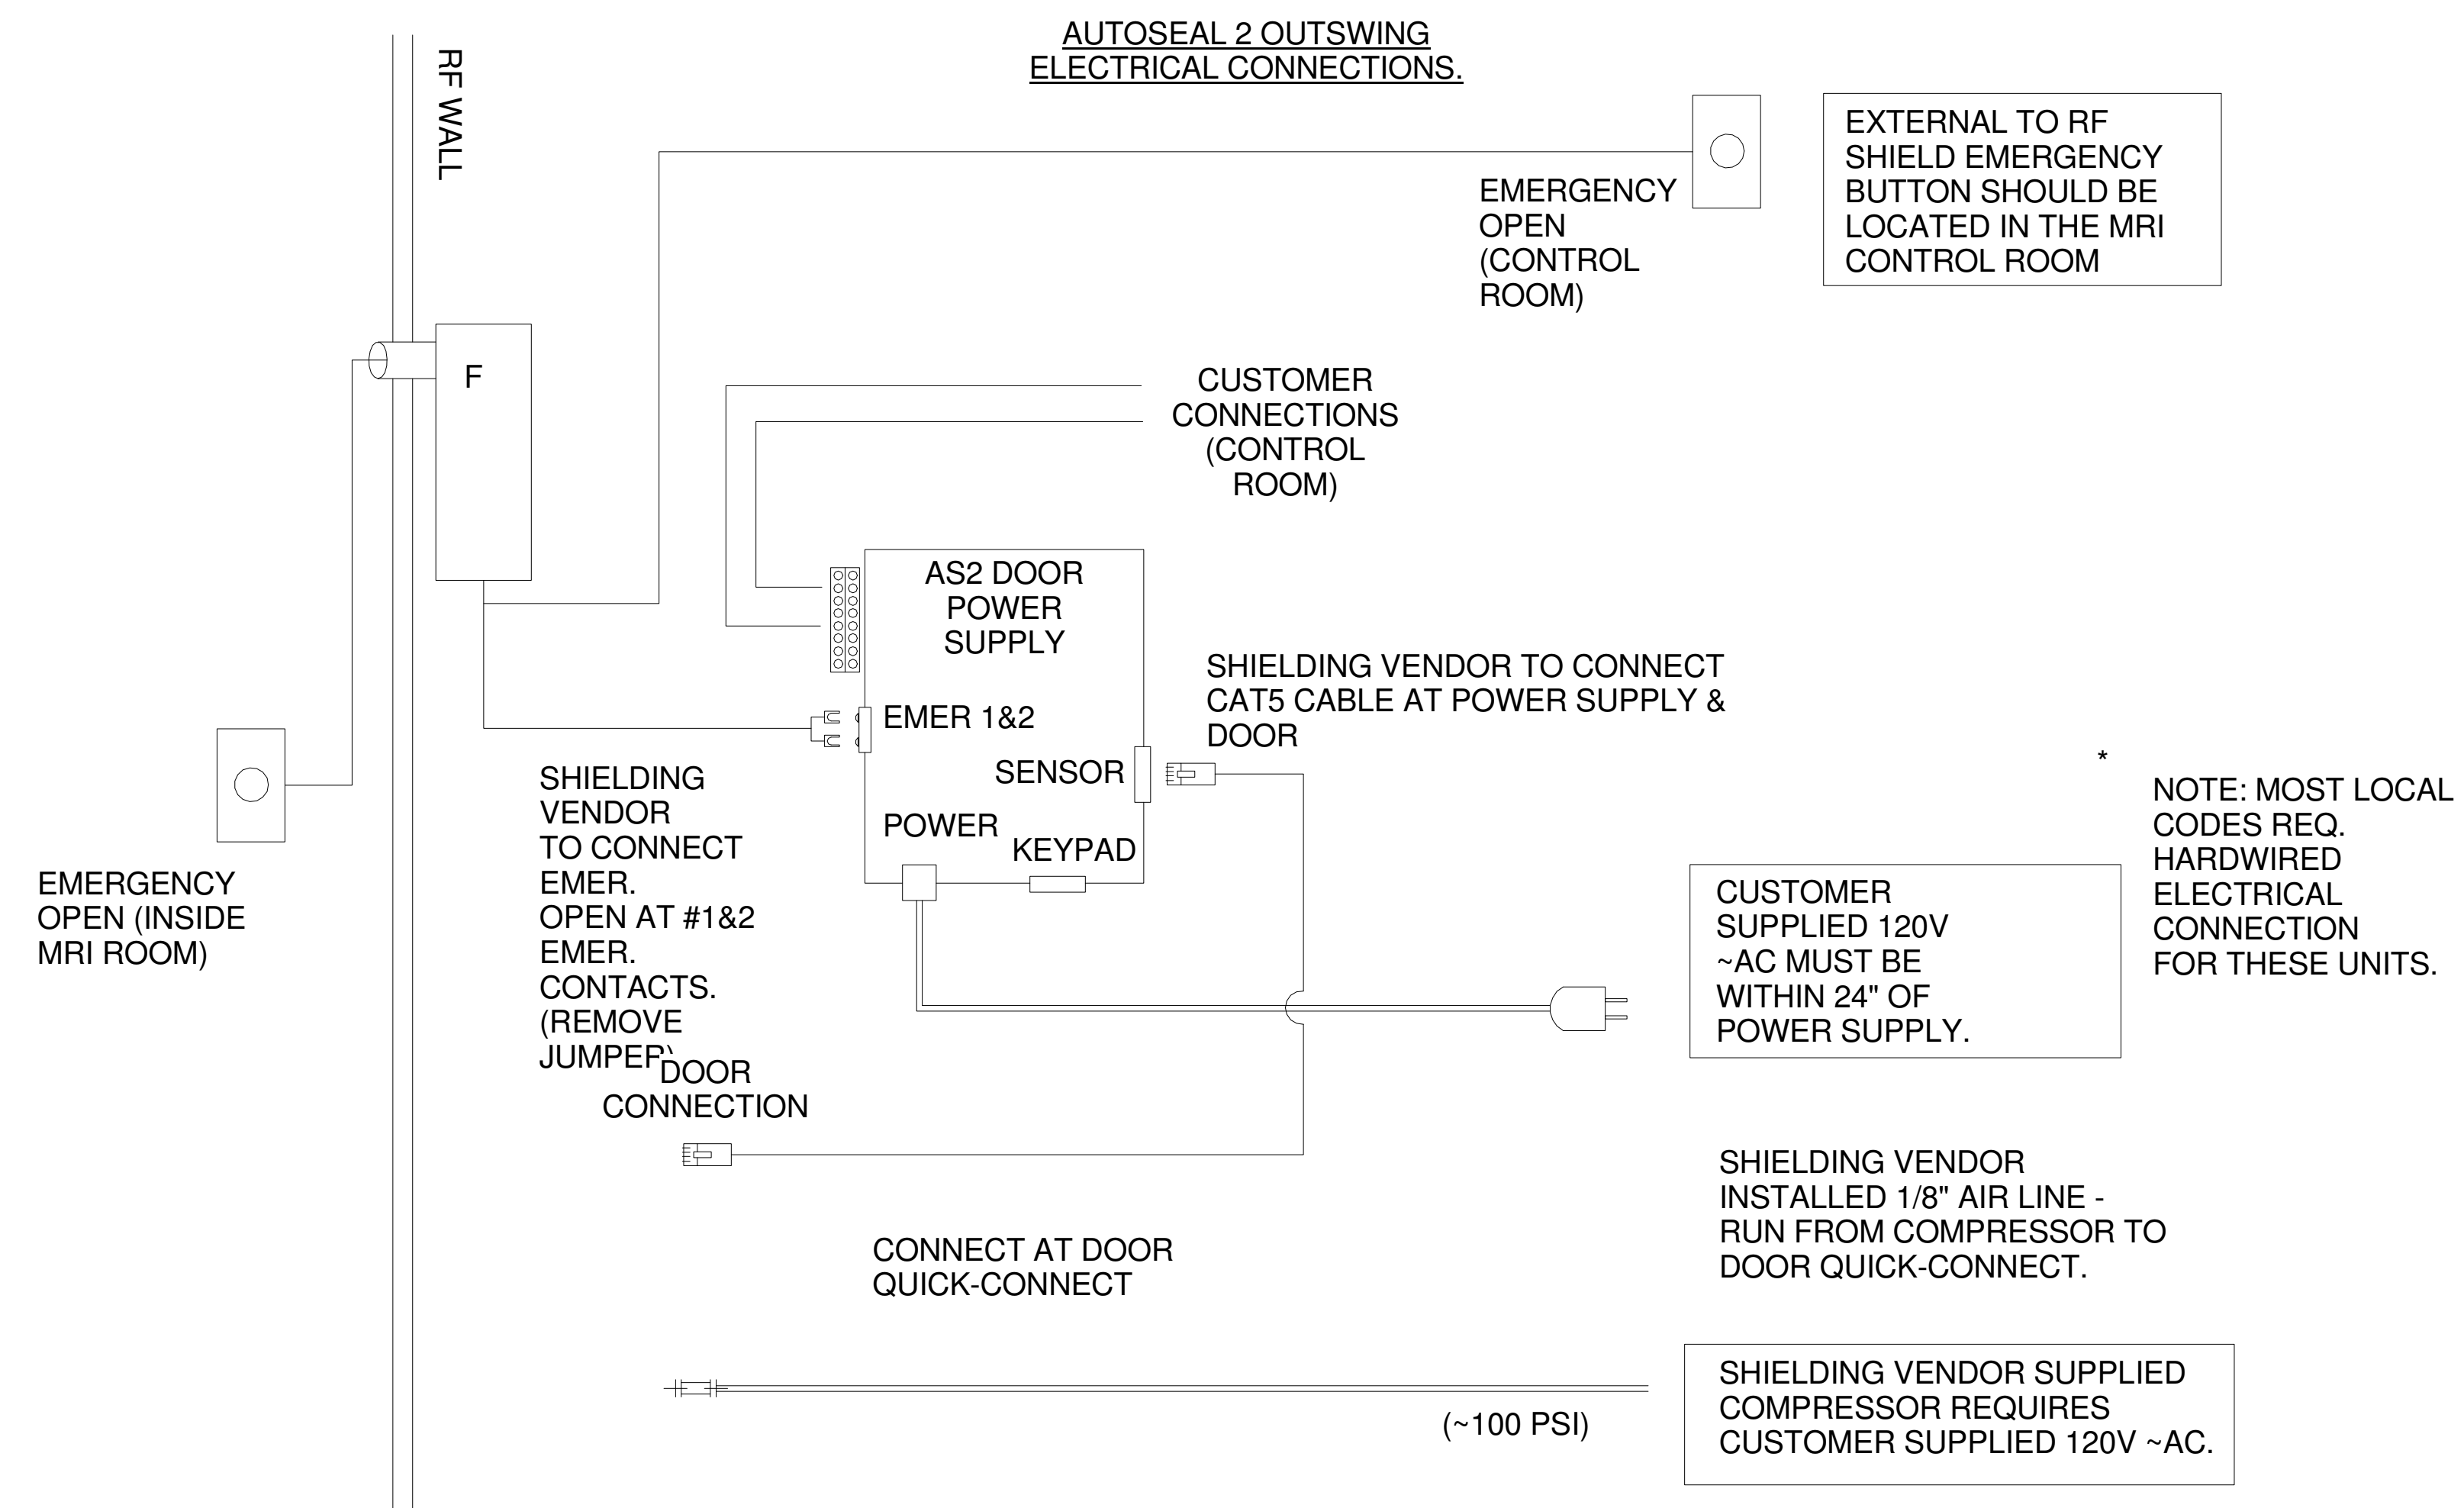 AUTOSEAL 2 OUTSWING
ELECTRICAL CONNECTIONS.
RF WALL
EXTERNAL TO RF
SHIELD EMERGENCY
BUTTON SHOULD BE
LOCATED IN THE MRI
CONTROL ROOM
EMERGENCY
OPEN
(CONTROL
ROOM)
F
CUSTOMER
CONNECTIONS
(CONTROL
ROOM)
AS2 DOOR
POWER
SUPPLY
EMER 1&2
SENSOR
POWER
KEYPAD
SHIELDING VENDOR TO CONNECT
CAT5 CABLE AT POWER SUPPLY &
DOOR
SHIELDING
VENDOR
TO CONNECT
EMER.
OPEN AT #1&2
EMER.
CONTACTS.
(REMOVE
JUMPER)
EMERGENCY
OPEN (INSIDE
MRI ROOM)
*
NOTE: MOST LOCAL
CODES REQ.
HARDWIRED
ELECTRICAL
CONNECTION
FOR THESE UNITS.
CUSTOMER
SUPPLIED 120V
~AC MUST BE
WITHIN 24" OF
POWER SUPPLY.
DOOR
CONNECTION
SHIELDING VENDOR
INSTALLED 1/8" AIR LINE -
RUN FROM COMPRESSOR TO
DOOR QUICK-CONNECT.
CONNECT AT DOOR
QUICK-CONNECT
(~100 PSI)
SHIELDING VENDOR SUPPLIED
COMPRESSOR REQUIRES
CUSTOMER SUPPLIED 120V ~AC.